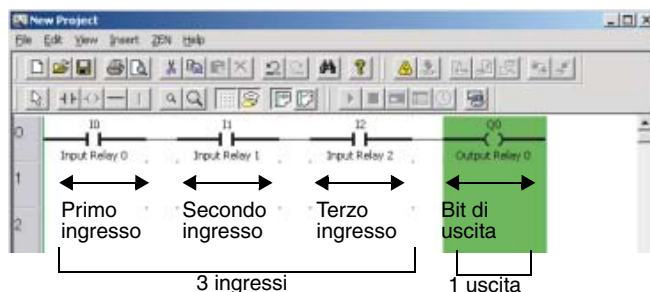 New Project
File Edit View Insert ZEN Help
0
I0 I1 I2 Q0
Input Relay 0 Input Relay 1 Input Relay 2 Output Relay 0
1
Primo ingresso
Secondo ingresso
Terzo ingresso
Bit di uscita
2
3 ingressi
1 uscita